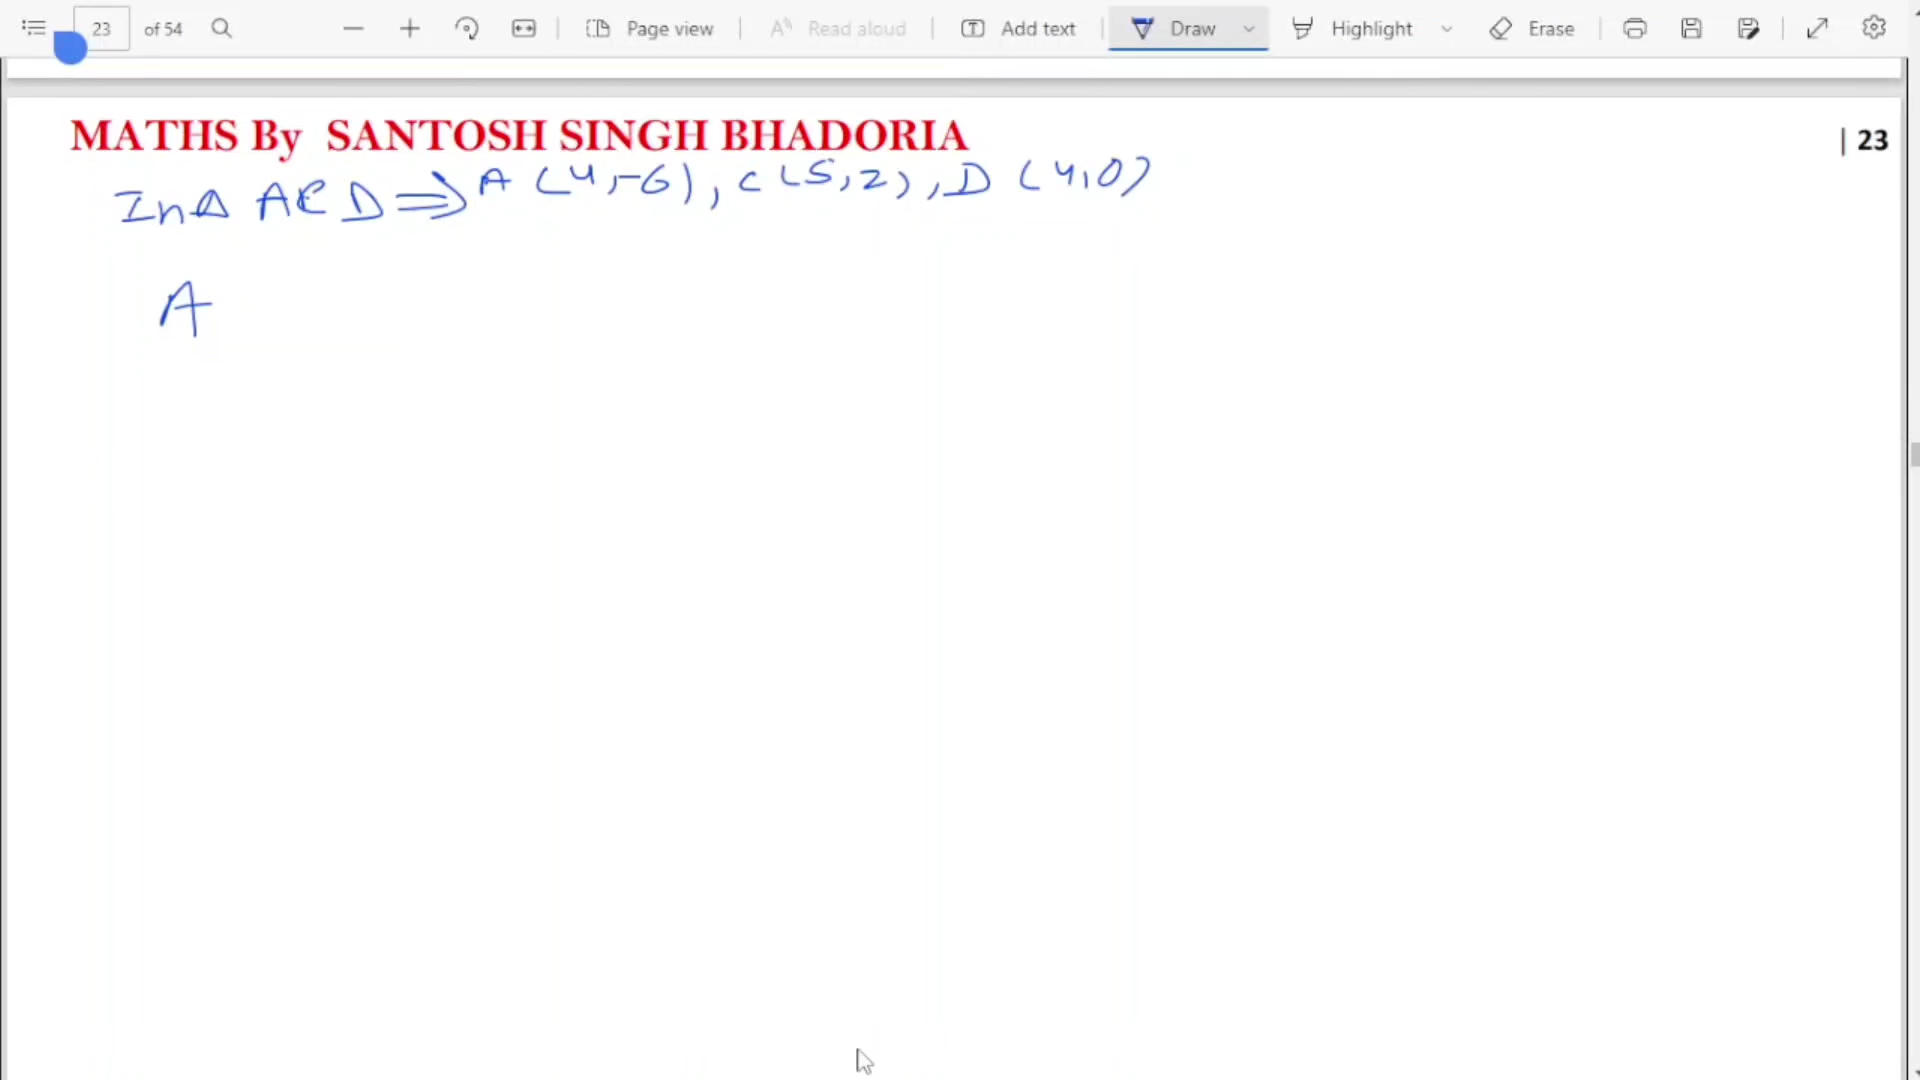 23 of 54 Page view Read aloud Add text Draw Highlight Erase
MATHS By SANTOSH SINGH BHADORIA | 23
In Δ ACD ⇒ A (4,-6), C (5,2), D (4,0)
A